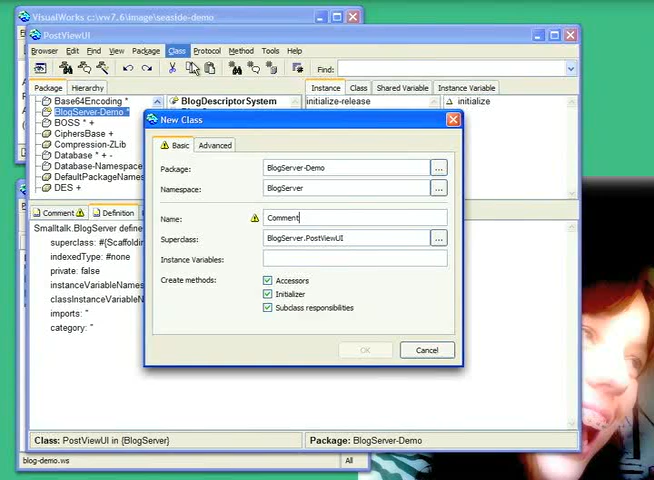 VisualWorks c:\vw7.6\image\seaside-demo
PostViewUI
Browser Edit Find View Package Class Protocol Method Tools Help
Find:
Package Hierarchy
Instance Class Shared Variable Instance Variable
Base64Encoding *
BlogServer-Demo *
BOSS * +
CiphersBase +
Compression-ZLib
Database * + -
Database-Namespace
DefaultPackageNames
DES +
BlogDescriptorSystem
initialize-release
initialize
New Class
Basic Advanced
Package: BlogServer-Demo ...
Namespace: BlogServer ...
Name: Comment
Superclass: BlogServer.PostViewUI ...
Instance Variables:
Create methods: Accessors
Initializer
Subclass responsibilities
OK Cancel
Comment Definition
Smalltalk.BlogServer define
superclass: #{Scaffolding
indexedType: #none
private: false
instanceVariableNames
classInstanceVariableN
imports: ''
category: ''
Class: PostViewUI in {BlogServer}
Package: BlogServer-Demo
blog-demo.ws
All